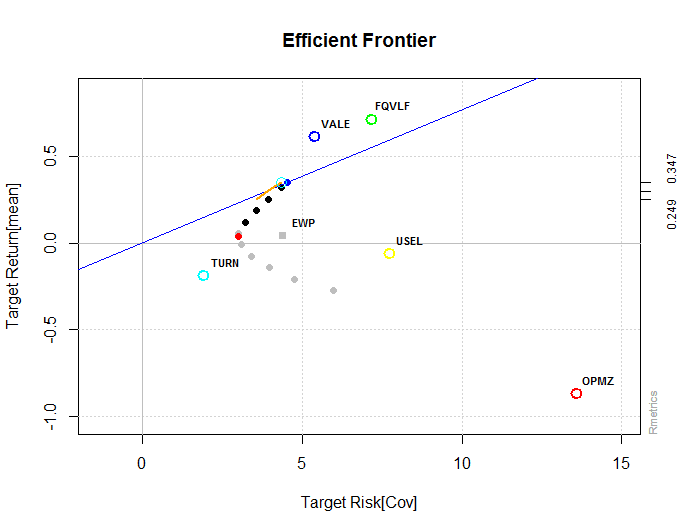 Efficient Frontier
FQVLF
VALE
EWP
USEL
TURN
OPMZ
Target Return[mean]
0.5
0.0
-0.5
-1.0
0.347
0.249
Rmetrics
0
5
10
15
Target Risk[Cov]